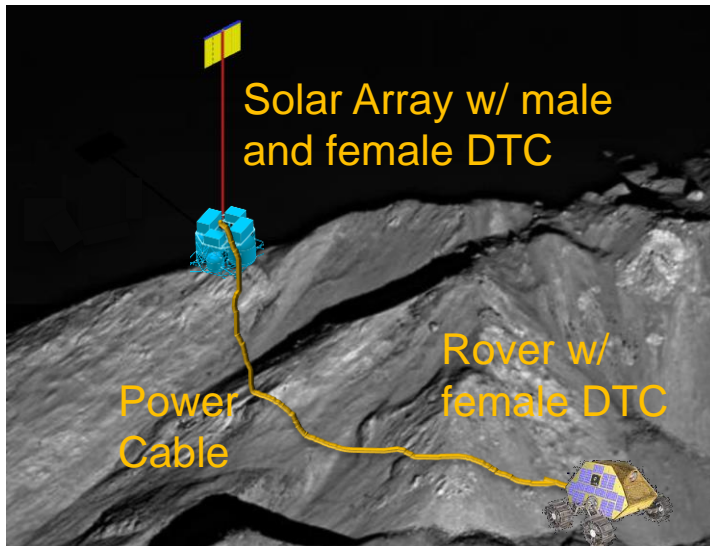 Solar Array w/ male
and female DTC
Rover w/
female DTC
Power
Cable